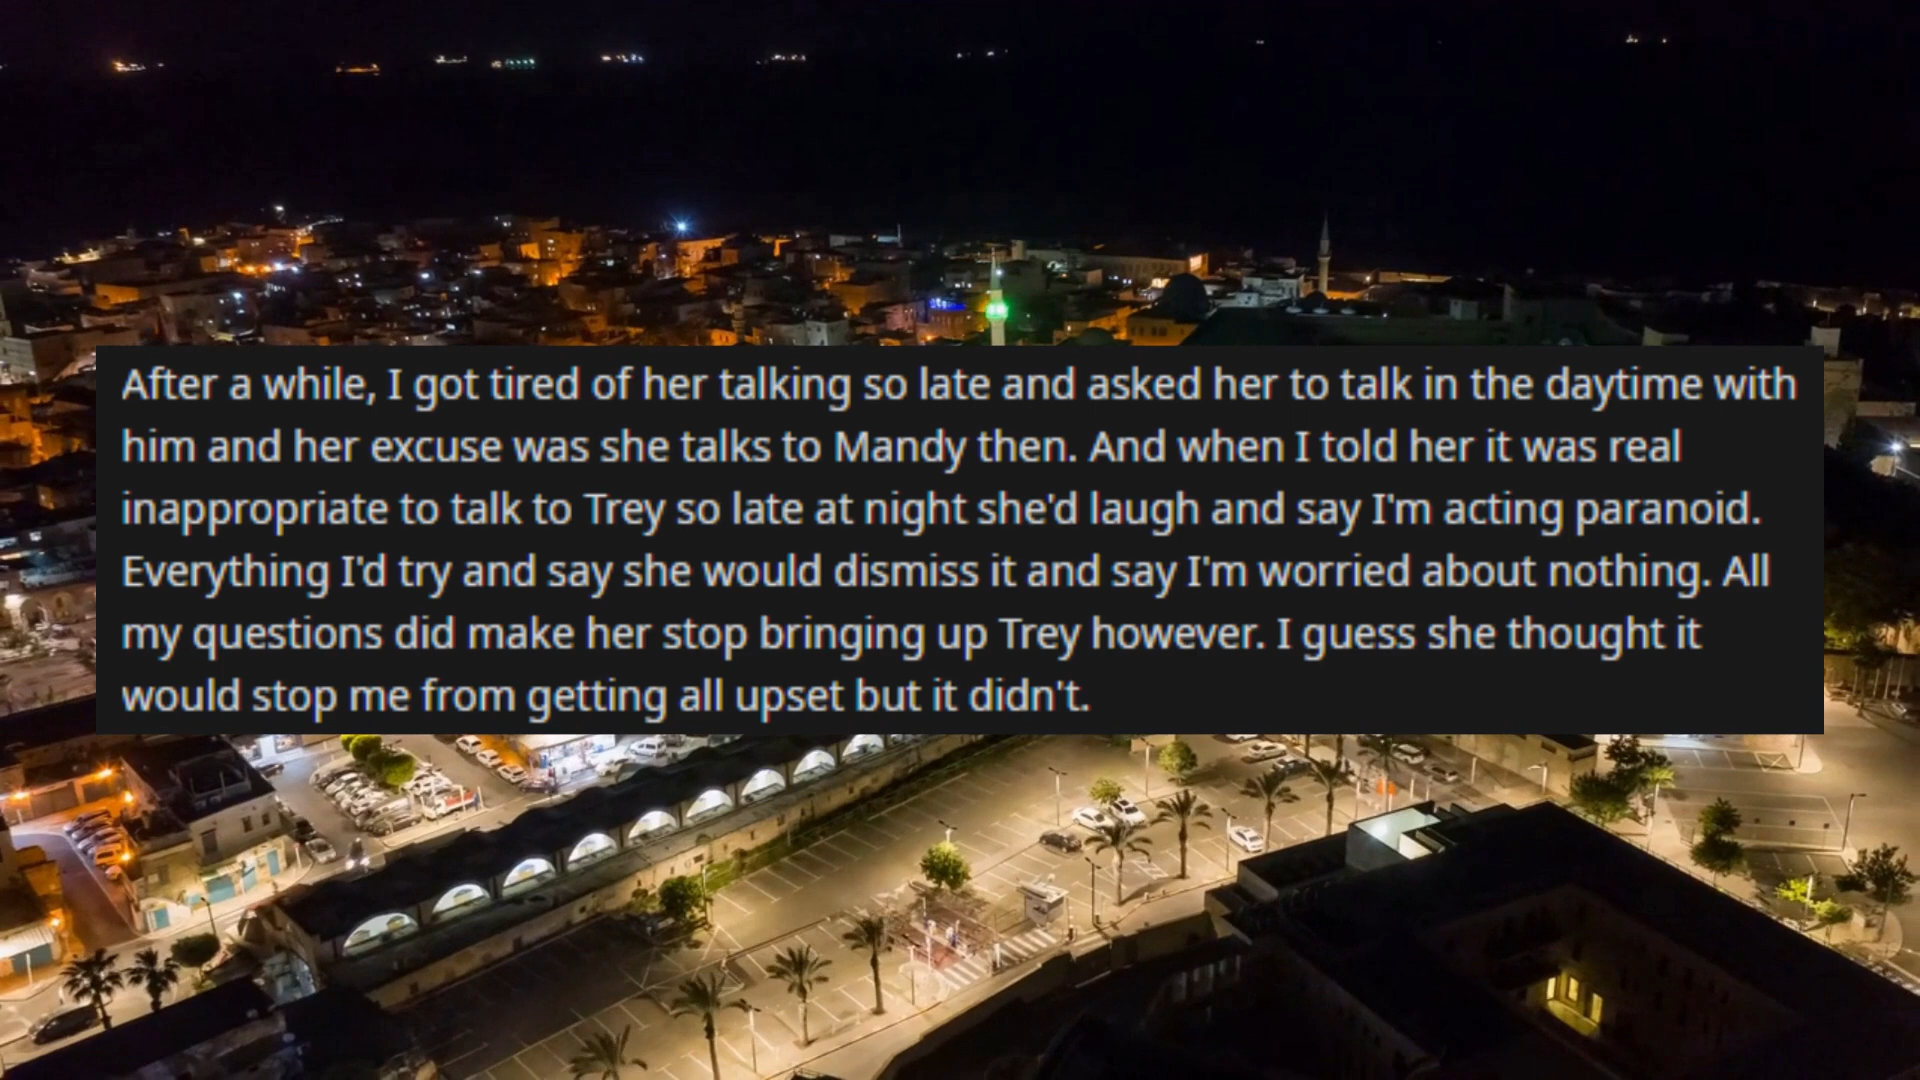 After a while, I got tired of her talking so late and asked her to talk in the daytime with
him and her excuse was she talks to Mandy then. And when I told her it was real
inappropriate to talk to Trey so late at night she'd laugh and say I'm acting paranoid.
Everything I'd try and say she would dismiss it and say I'm worried about nothing. All
my questions did make her stop bringing up Trey however. I guess she thought it
would stop me from getting all upset but it didn't.